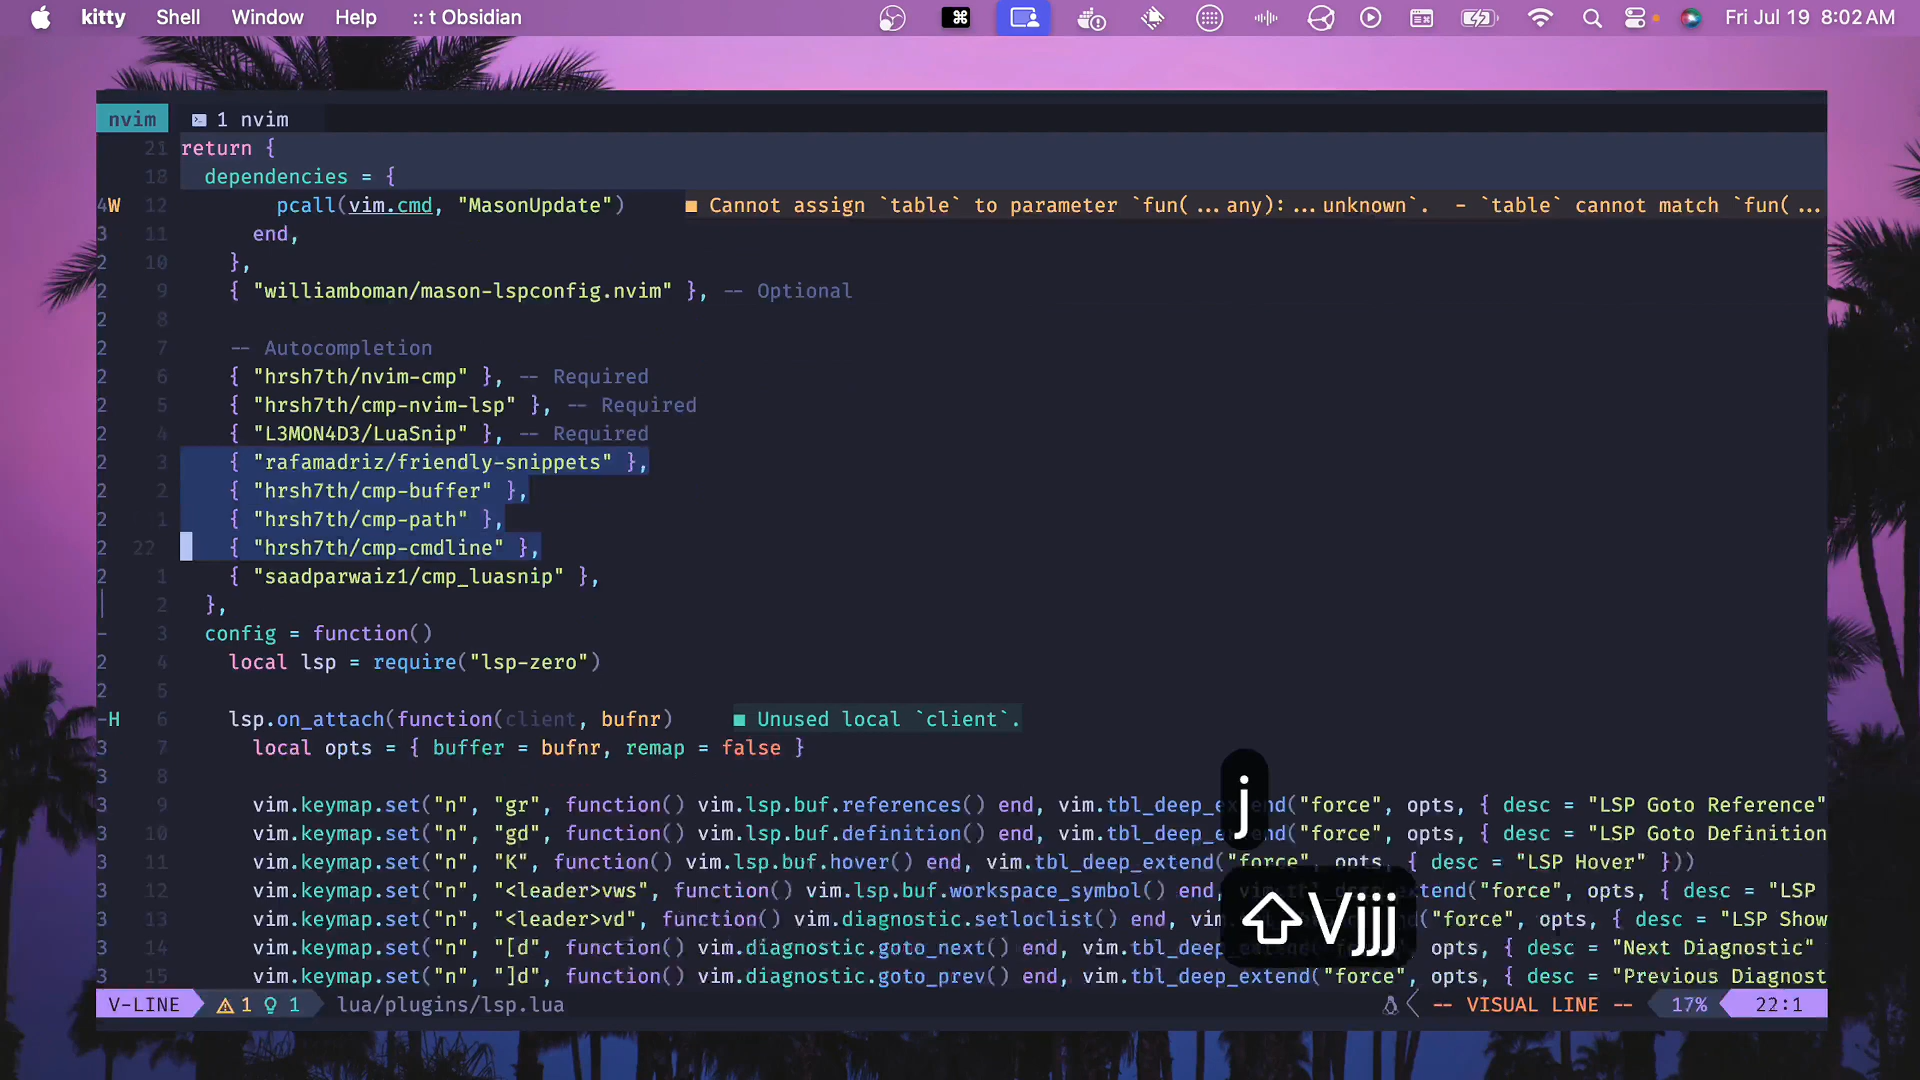 kitty Shell Window Help :: t Obsidian Fri Jul 19 8:02 AM
nvim 1 nvim
21 return {
18 dependencies = {
4W 12 pcall(vim.cmd, "MasonUpdate") ■ Cannot assign `table` to parameter `fun(...any):...unknown`. - `table` cannot match `fun(...
3 11 end,
2 10 },
2 9 { "williamboman/mason-lspconfig.nvim" }, -- Optional
2 8
2 7 -- Autocompletion
2 6 { "hrsh7th/nvim-cmp" }, -- Required
2 5 { "hrsh7th/cmp-nvim-lsp" }, -- Required
2 4 { "L3MON4D3/LuaSnip" }, -- Required
2 3 { "rafamadriz/friendly-snippets" },
2 2 { "hrsh7th/cmp-buffer" },
2 1 { "hrsh7th/cmp-path" },
2 22 { "hrsh7th/cmp-cmdline" },
2 1 { "saadparwaiz1/cmp_luasnip" },
│ 2 },
- 3 config = function()
2 4 local lsp = require("lsp-zero")
2 5
-H 6 lsp.on_attach(function(client, bufnr) ■ Unused local `client`.
3 7 local opts = { buffer = bufnr, remap = false }
3 8
3 9 vim.keymap.set("n", "gr", function() vim.lsp.buf.references() end, vim.tbl_deep_extend("force", opts, { desc = "LSP Goto Reference"
3 10 vim.keymap.set("n", "gd", function() vim.lsp.buf.definition() end, vim.tbl_deep_extend("force", opts, { desc = "LSP Goto Definition
3 11 vim.keymap.set("n", "K", function() vim.lsp.buf.hover() end, vim.tbl_deep_extend("force", opts, { desc = "LSP Hover" }))
3 12 vim.keymap.set("n", "<leader>vws", function() vim.lsp.buf.workspace_symbol() end, vim.tbl_deep_extend("force", opts, { desc = "LSP
3 13 vim.keymap.set("n", "<leader>vd", function() vim.diagnostic.setloclist() end, vim ("force", opts, { desc = "LSP Show
3 14 vim.keymap.set("n", "[d", function() vim.diagnostic.goto_next() end, vim.tbl_deep_extend("force", opts, { desc = "Next Diagnostic"
3 15 vim.keymap.set("n", "]d", function() vim.diagnostic.goto_prev() end, vim.tbl_deep_extend("force", opts, { desc = "Previous Diagnost
j
⇧Vjjj
V-LINE 1 1 lua/plugins/lsp.lua -- VISUAL LINE -- 17% 22:1